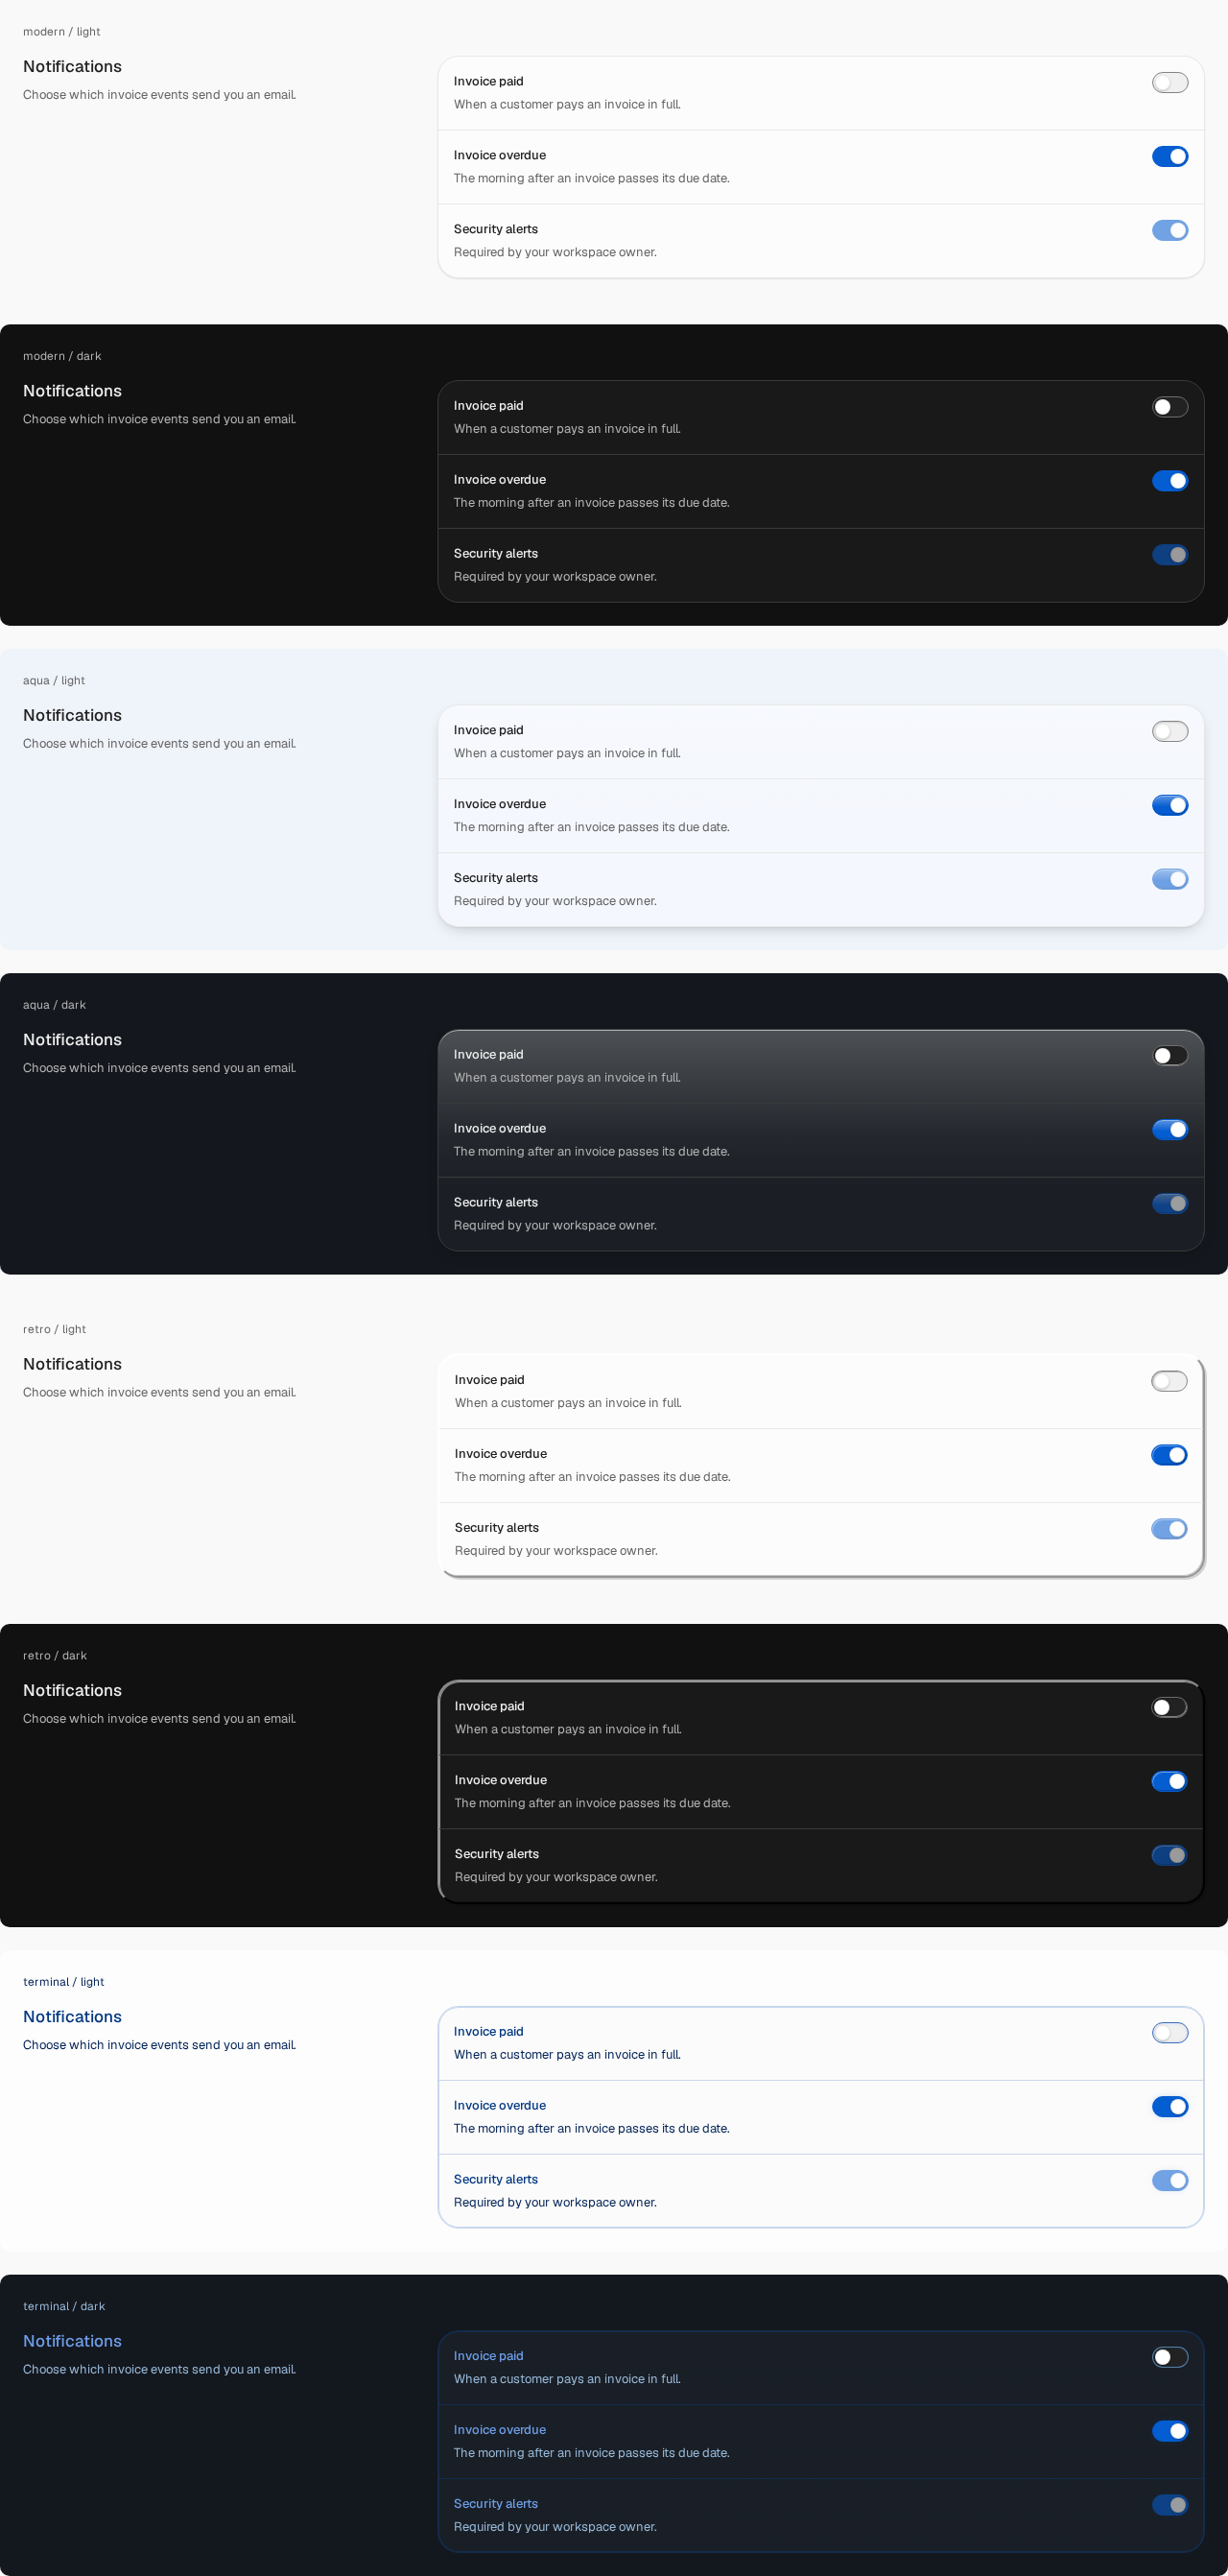 modern / light
Notifications
Choose which invoice events send you an email.
Invoice paid
When a customer pays an invoice in full.
Invoice overdue
The morning after an invoice passes its due date.
Security alerts
Required by your workspace owner.
modern / dark
Notifications
Choose which invoice events send you an email.
Invoice paid
When a customer pays an invoice in full.
Invoice overdue
The morning after an invoice passes its due date.
Security alerts
Required by your workspace owner.
aqua / light
Notifications
Choose which invoice events send you an email.
Invoice paid
When a customer pays an invoice in full.
Invoice overdue
The morning after an invoice passes its due date.
Security alerts
Required by your workspace owner.
aqua / dark
Notifications
Choose which invoice events send you an email.
Invoice paid
When a customer pays an invoice in full.
Invoice overdue
The morning after an invoice passes its due date.
Security alerts
Required by your workspace owner.
retro / light
Notifications
Choose which invoice events send you an email.
Invoice paid
When a customer pays an invoice in full.
Invoice overdue
The morning after an invoice passes its due date.
Security alerts
Required by your workspace owner.
retro / dark
Notifications
Choose which invoice events send you an email.
Invoice paid
When a customer pays an invoice in full.
Invoice overdue
The morning after an invoice passes its due date.
Security alerts
Required by your workspace owner.
terminal / light
Notifications
Choose which invoice events send you an email.
Invoice paid
When a customer pays an invoice in full.
Invoice overdue
The morning after an invoice passes its due date.
Security alerts
Required by your workspace owner.
terminal / dark
Notifications
Choose which invoice events send you an email.
Invoice paid
When a customer pays an invoice in full.
Invoice overdue
The morning after an invoice passes its due date.
Security alerts
Required by your workspace owner.